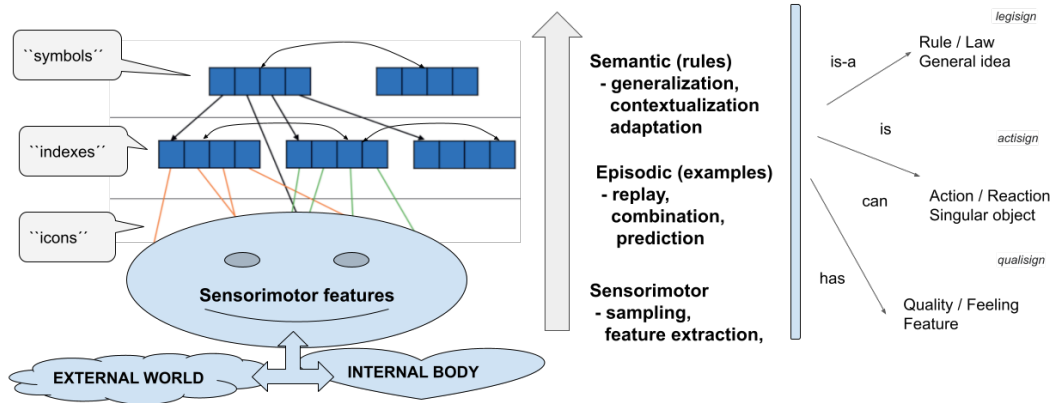 ``symbols´´
``indexes´´
``icons´´
Sensorimotor features
EXTERNAL WORLD
INTERNAL BODY
Semantic (rules)
- generalization,
contextualization
adaptation
Episodic (examples)
- replay,
combination,
prediction
Sensorimotor
- sampling,
feature extraction,
is-a
is
can
has
legisign
Rule / Law
General idea
actisign
Action / Reaction
Singular object
qualisign
Quality / Feeling
Feature